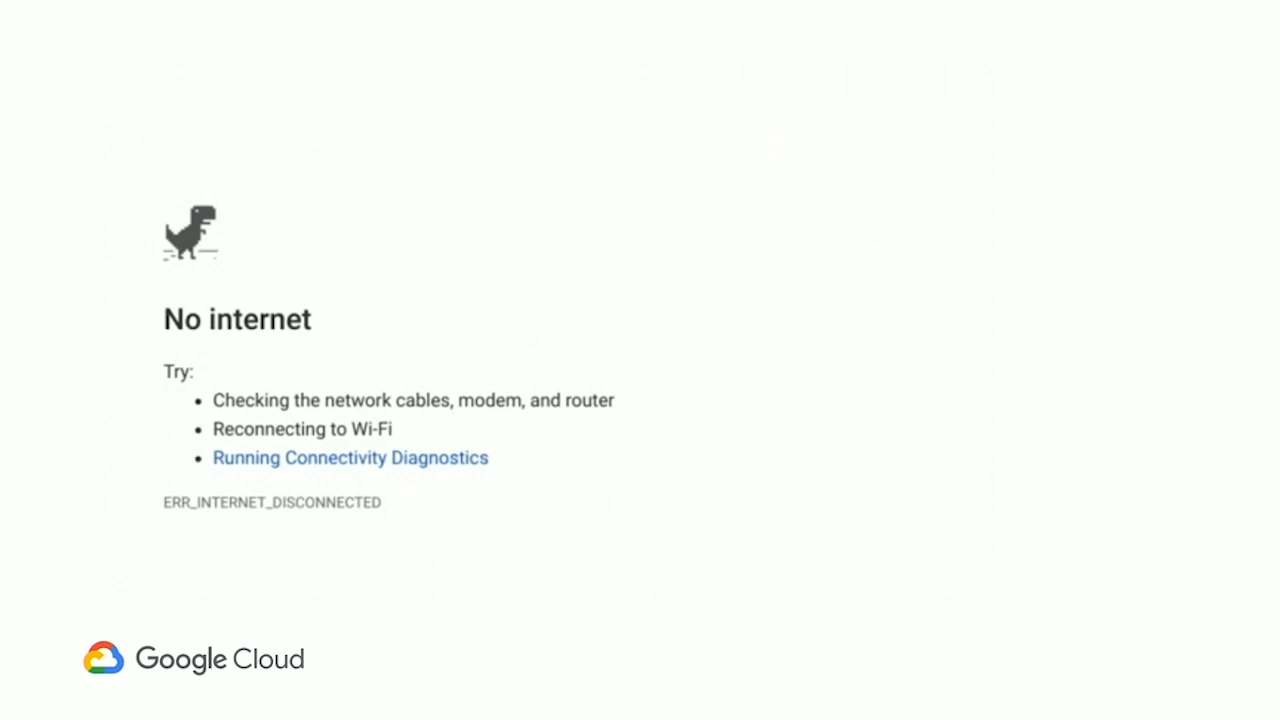 No internet
Try:
• Checking the network cables, modem, and router
• Reconnecting to Wi-Fi
• Running Connectivity Diagnostics
ERR_INTERNET_DISCONNECTED
Google Cloud